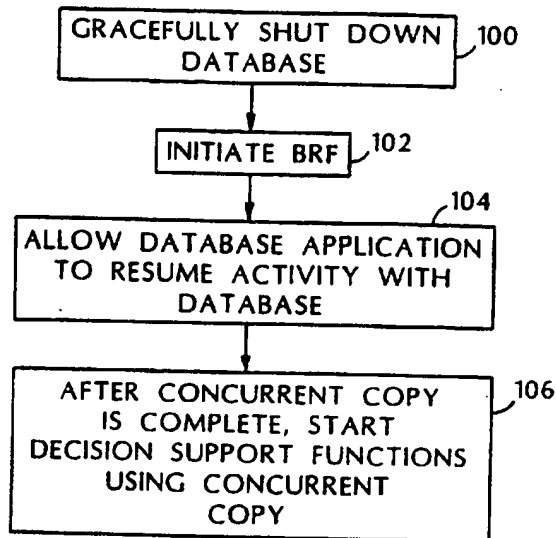 GRACEFULLY SHUT DOWN
DATABASE
100
INITIATE BRF
102
104
ALLOW DATABASE APPLICATION
TO RESUME ACTIVITY WITH
DATABASE
AFTER CONCURRENT COPY
IS COMPLETE, START
DECISION SUPPORT FUNCTIONS
USING CONCURRENT
COPY
106